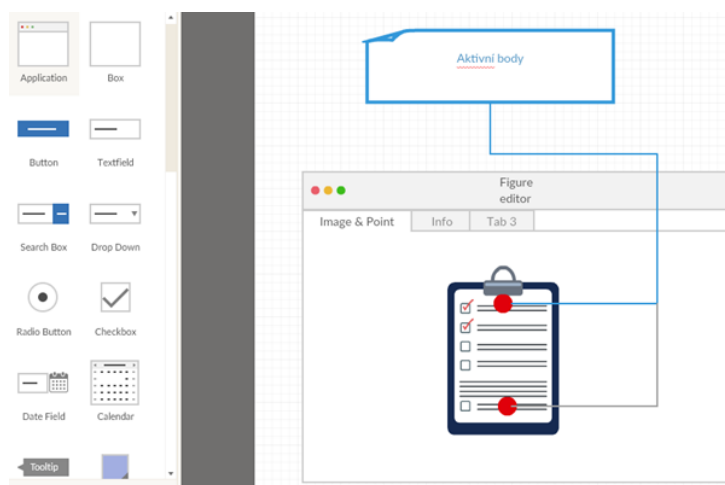 Application
Box
Button
Textfield
Search Box
Drop Down
Radio Button
Checkbox
Date Field
Calendar
Tooltip
Aktivní body
Figure
editor
Image & Point
Info
Tab 3